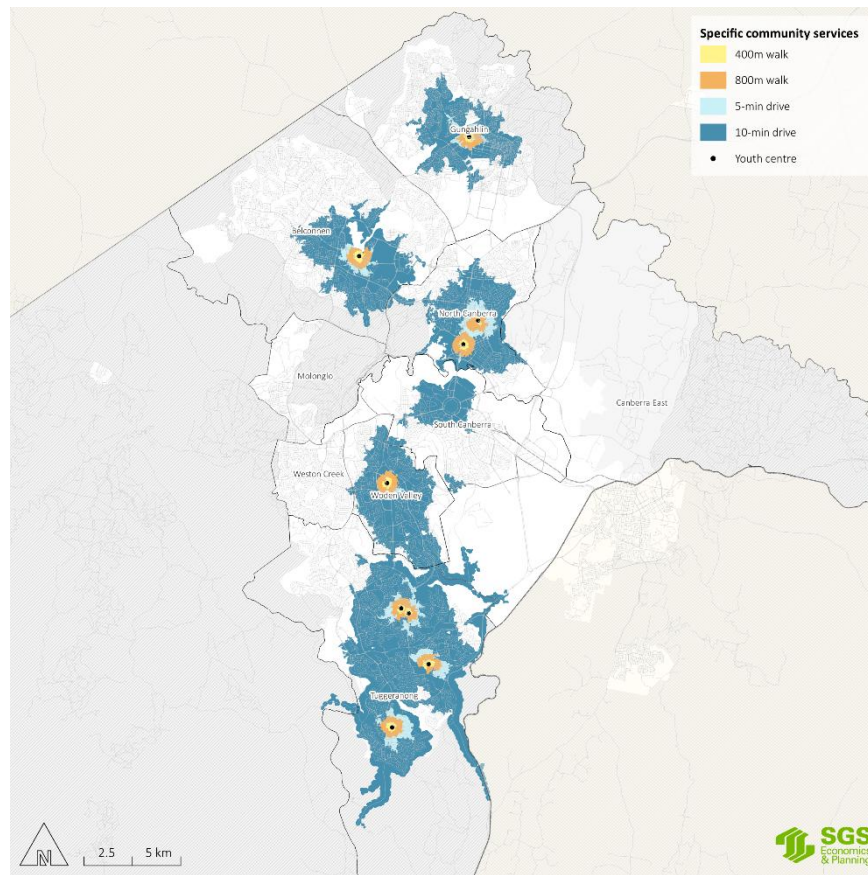 Specific community services
400m walk
800m walk
5-min drive
10-min drive
Youth centre
Gungahlin
Belconnen
North Canberra
Molonglo
Canberra East
South Canberra
Weston Creek
Woden Valley
Tuggeranong
N
2.5 5 km
SGS
Economics
& Planning